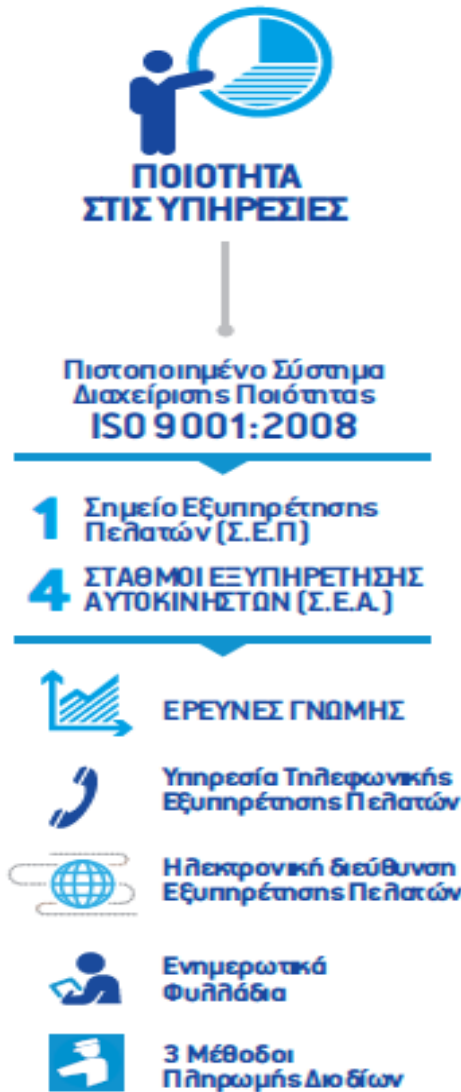 ΠΟΙΟΤΗΤΑ
ΣΤΙΣ ΥΠΗΡΕΣΙΕΣ
Πιστοποιημένο Σύστημα
Διαχείρισης Ποιότητας
ISO 9001:2008
1 Σημείο Εξυπηρέτησης
Πελατών (Σ.Ε.Π)
4 ΣΤΑΘΜΟΙ ΕΞΥΠΗΡΕΤΗΣΗΣ
ΑΥΤΟΚΙΝΗΣΤΩΝ (Σ.Ε.Α.)
ΕΡΕΥΝΕΣ ΓΝΩΜΗΣ
Υπηρεσία Τηλεφωνικής
Εξυπηρέτησης Πελατών
Ηλεκτρονική διεύθυνση
Εξυπηρέτησης Πελατών
Ενημερωτικά
Φυλλάδια
3 Μέθοδοι
Πληρωμής Διοδίων